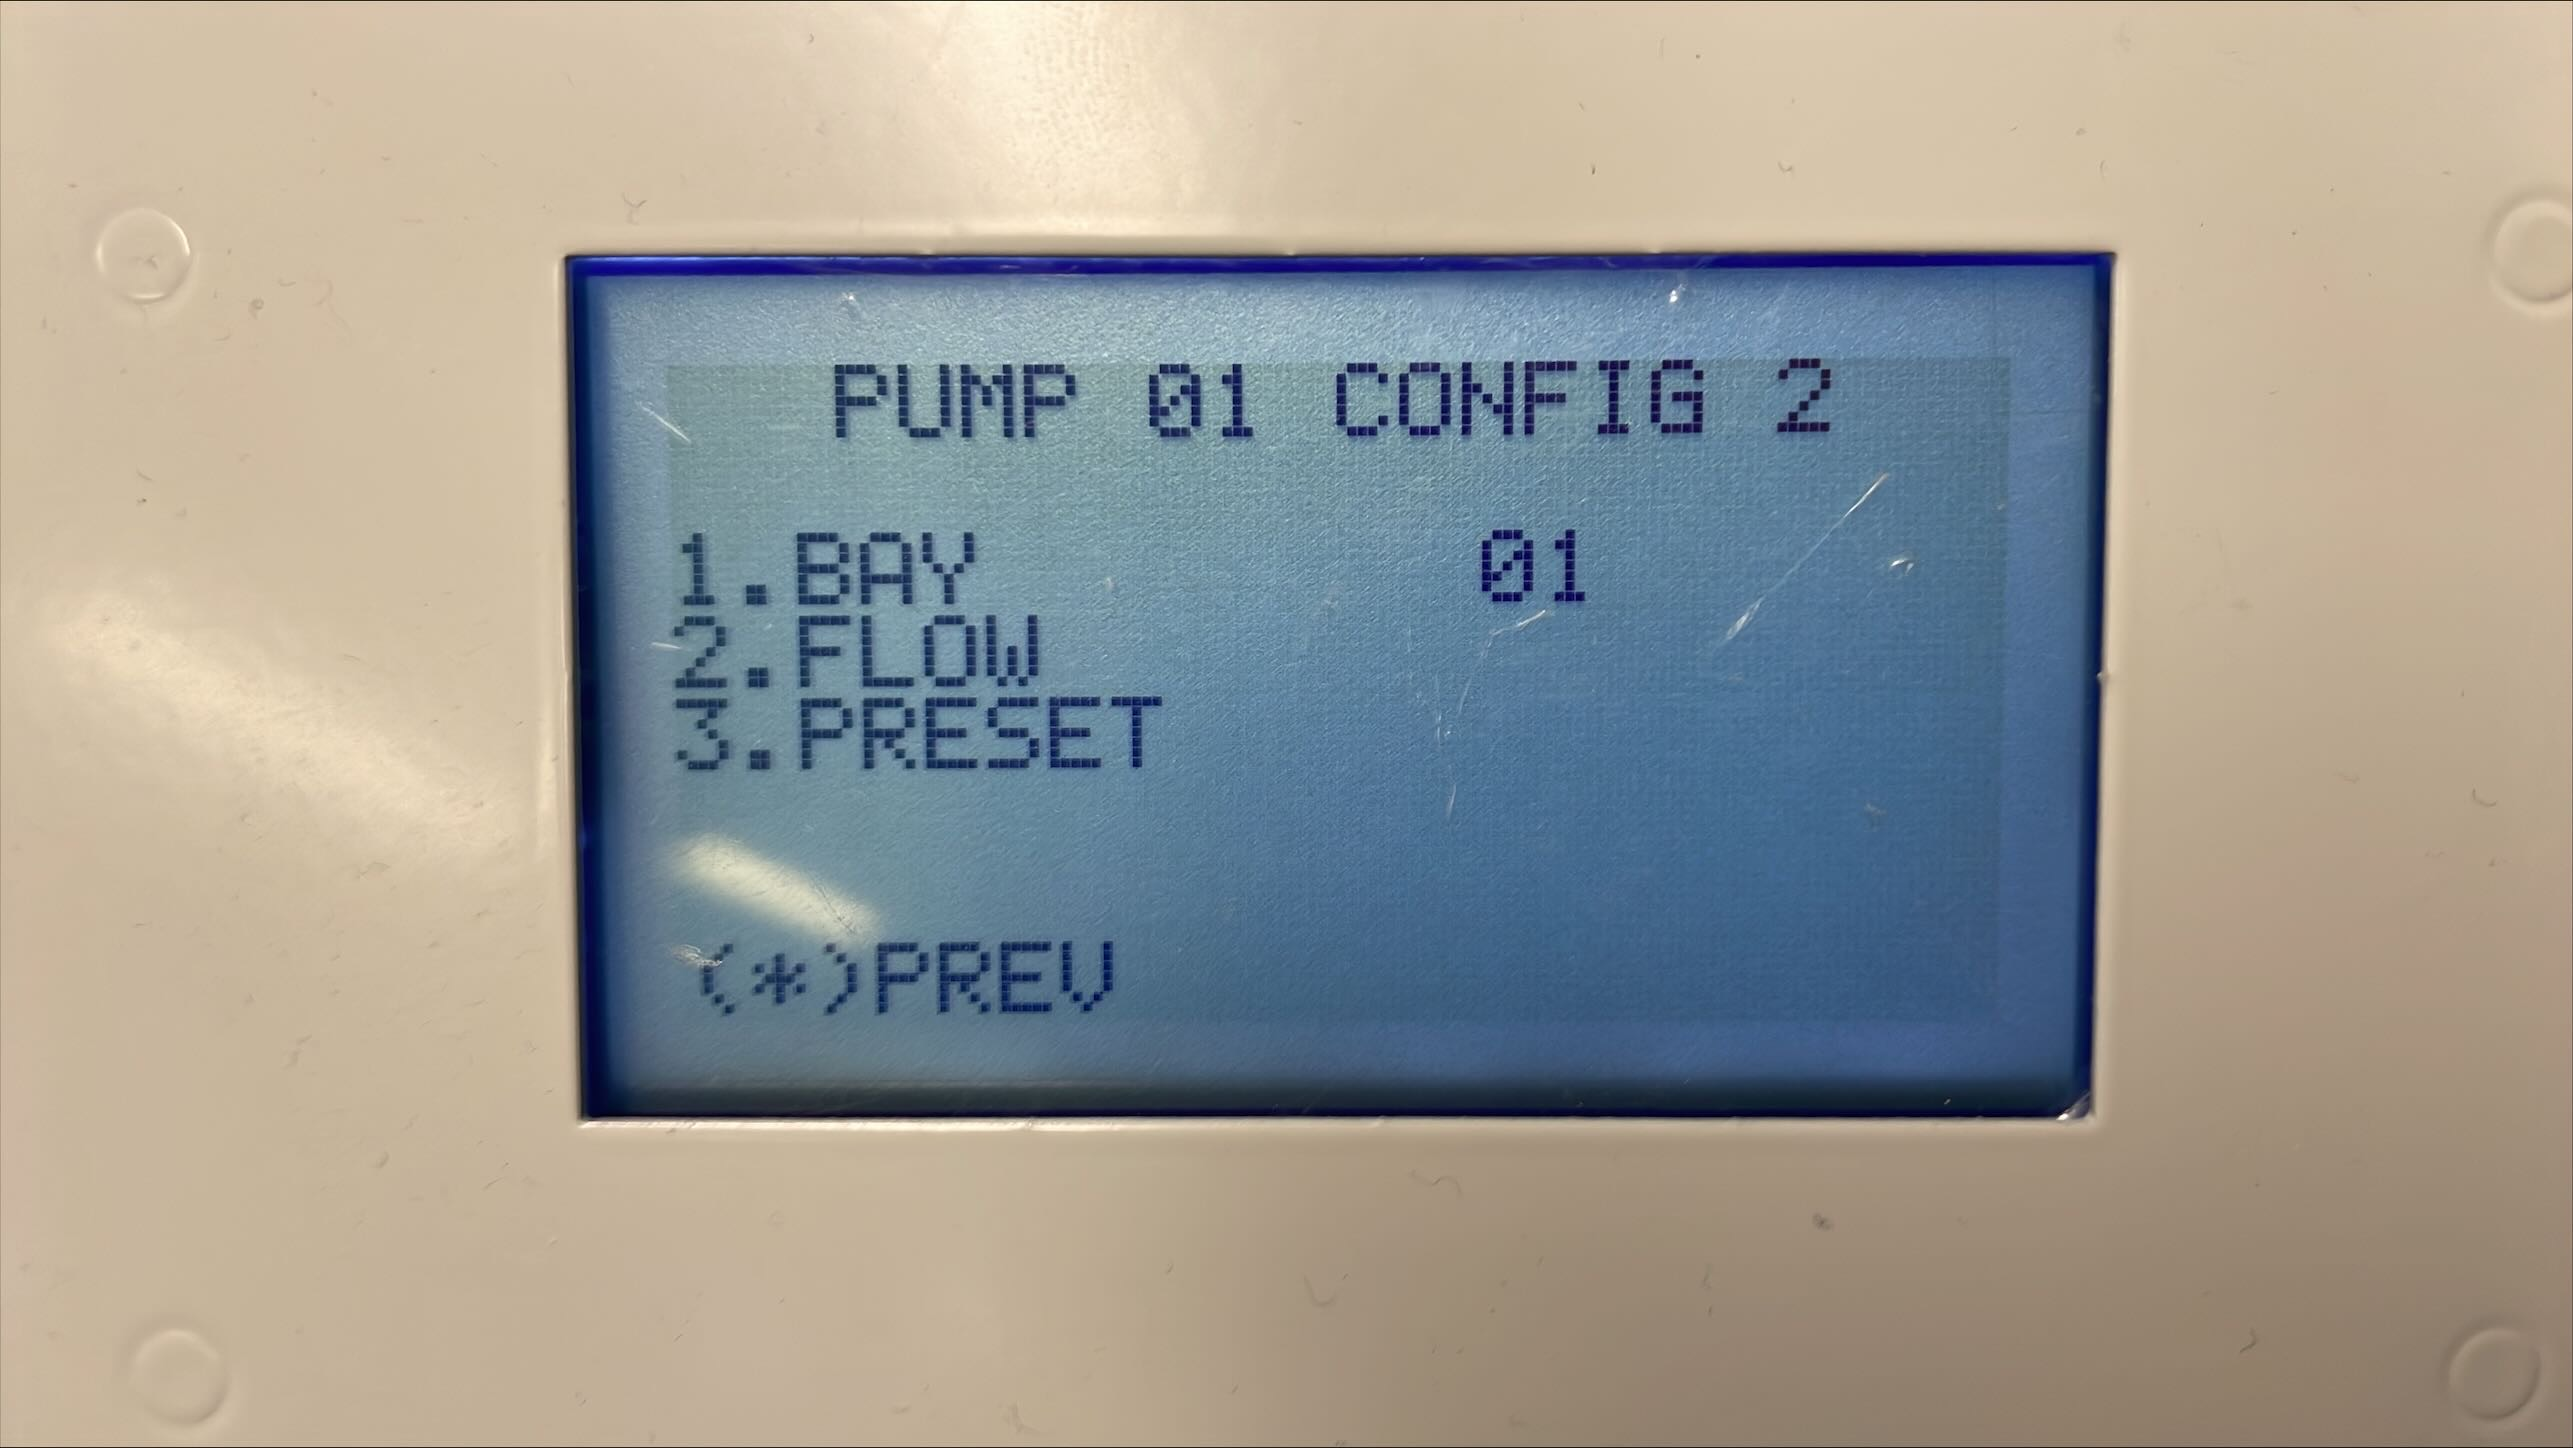 PUMP 01 CONFIG 2
1.BAY 01
2.FLOW
3.PRESET
(*)PREV